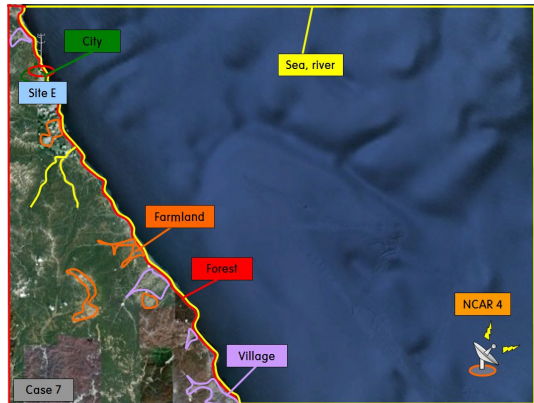 City
Sea, river
Site E
Farmland
Forest
NCAR 4
Village
Case 7